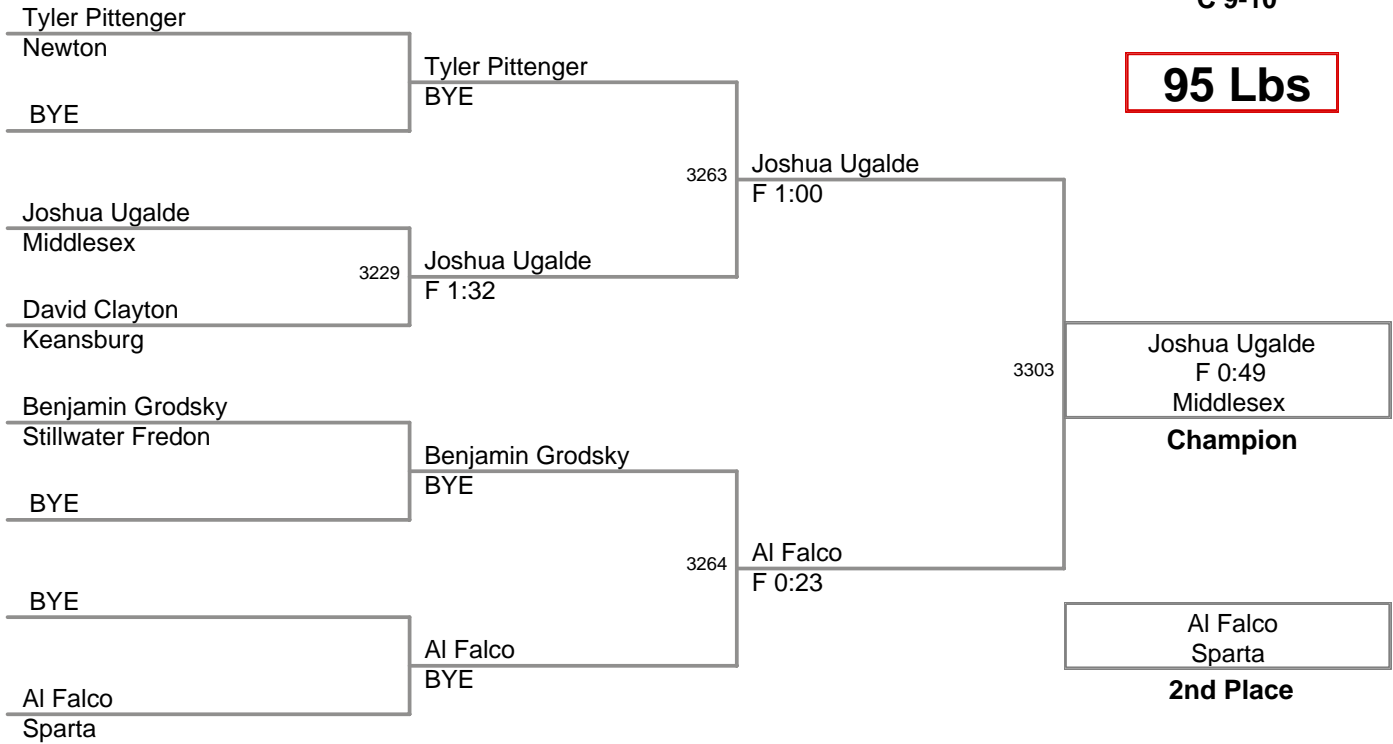 C 9-10
95 Lbs
Tyler Pittenger
Newton
BYE
Joshua Ugalde
Middlesex
3229
David Clayton
Keansburg
Benjamin Grodsky
Stillwater Fredon
BYE
BYE
Al Falco
Sparta
Tyler Pittenger
BYE
3263
Joshua Ugalde
F 1:32
Benjamin Grodsky
BYE
3264
Al Falco
BYE
Joshua Ugalde
F 1:00
3303
Al Falco
F 0:23
Joshua Ugalde
F 0:49
Middlesex
Champion
Al Falco
Sparta
2nd Place